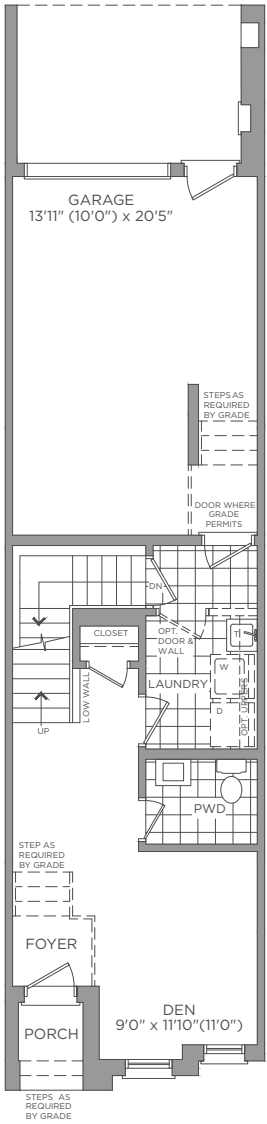 GARAGE
13'11" (10'0") x 20'5"
STEPS AS
REQUIRED
BY GRADE
DOOR WHERE
GRADE
PERMITS
DN
OPT.
DOOR &
WALL
T
CLOSET
W
LAUNDRY
LOW WALL
D
OPT. UPPERS
UP
PWD
STEP AS
REQUIRED
BY GRADE
FOYER
DEN
9'0" x 11'10"(11'0")
PORCH
STEPS AS
REQUIRED
BY GRADE